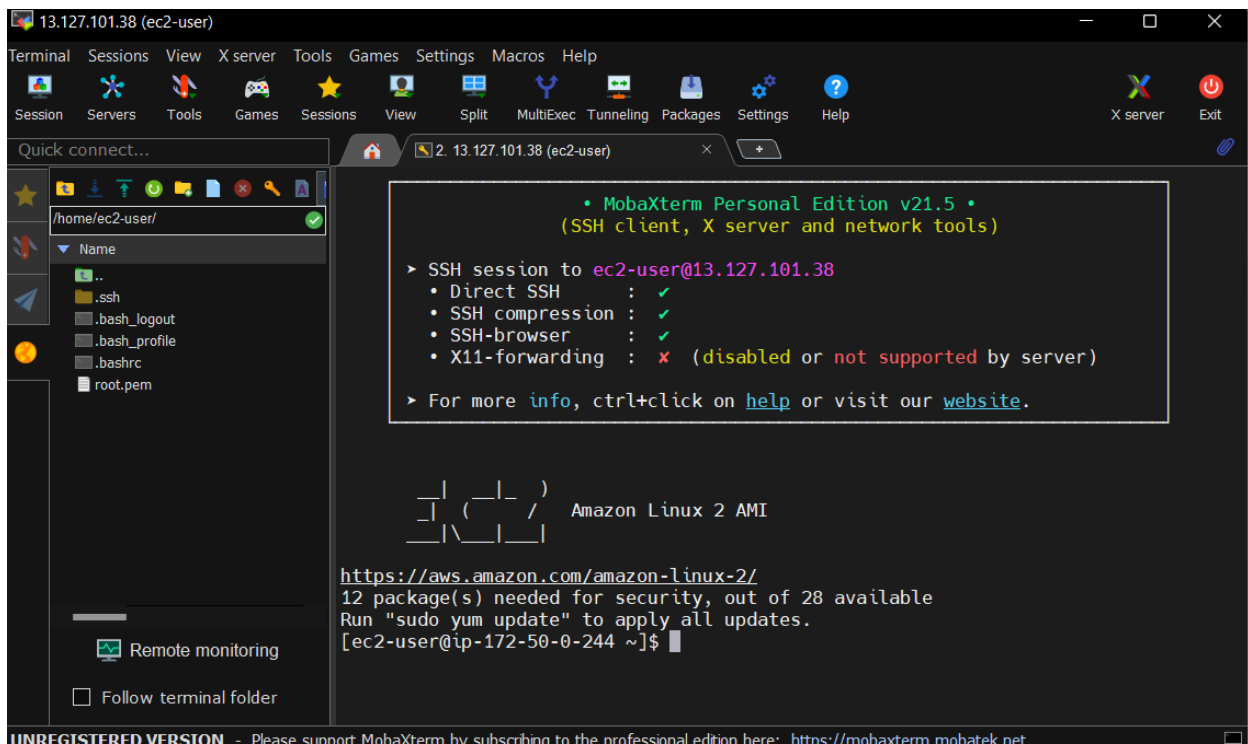 13.127.101.38 (ec2-user)
Terminal Sessions View X server Tools Games Settings Macros Help
Session Servers Tools Games Sessions View Split MultiExec Tunneling Packages Settings Help X server Exit
Quick connect...
2. 13.127.101.38 (ec2-user)
/home/ec2-user/
Name
..
.ssh
.bash_logout
.bash_profile
.bashrc
root.pem
Remote monitoring
Follow terminal folder
• MobaXterm Personal Edition v21.5 •
(SSH client, X server and network tools)
➤ SSH session to ec2-user@13.127.101.38
• Direct SSH : ✔
• SSH compression : ✔
• SSH-browser : ✔
• X11-forwarding : ✘ (disabled or not supported by server)
➤ For more info, ctrl+click on help or visit our website.
__| __|_ )
_| ( / Amazon Linux 2 AMI
___|\___|___|
https://aws.amazon.com/amazon-linux-2/
12 package(s) needed for security, out of 28 available
Run "sudo yum update" to apply all updates.
[ec2-user@ip-172-50-0-244 ~]$
UNREGISTERED VERSION - Please support MobaXterm by subscribing to the professional edition here: https://mobaxterm.mobatek.net